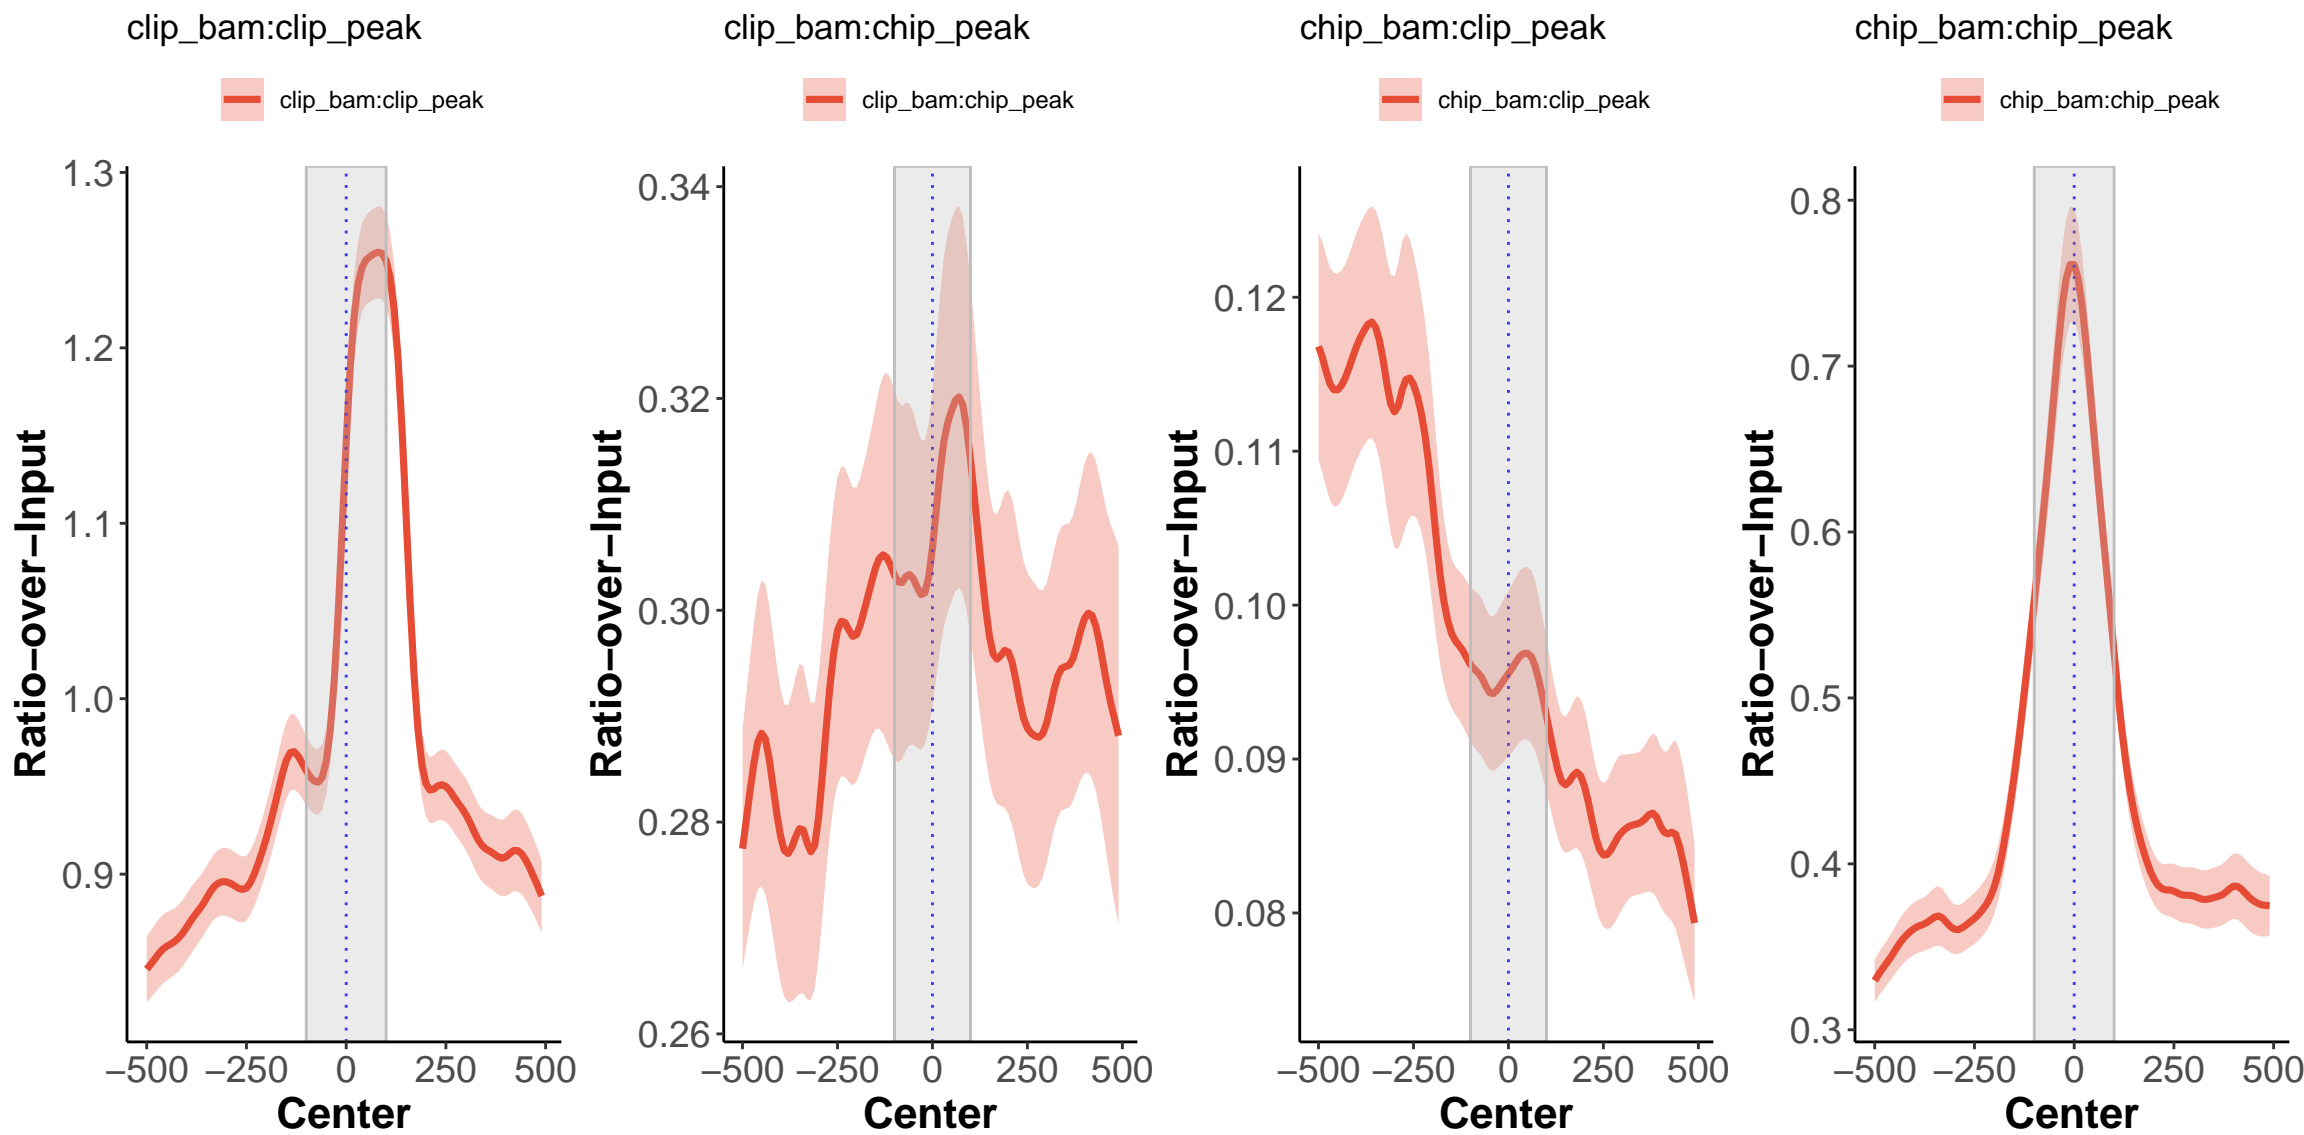 clip_bam:clip_peak
clip_bam:chip_peak
chip_bam:clip_peak
chip_bam:chip_peak
clip_bam:clip_peak
clip_bam:chip_peak
chip_bam:clip_peak
chip_bam:chip_peak
Ratio−over−Input
1.3
1.2
1.1
1.0
0.9
−500 −250 0 250 500
Center
Ratio−over−Input
0.34
0.32
0.30
0.28
0.26
−500 −250 0 250 500
Center
Ratio−over−Input
0.12
0.11
0.10
0.09
0.08
−500 −250 0 250 500
Center
Ratio−over−Input
0.8
0.7
0.6
0.5
0.4
0.3
−500 −250 0 250 500
Center